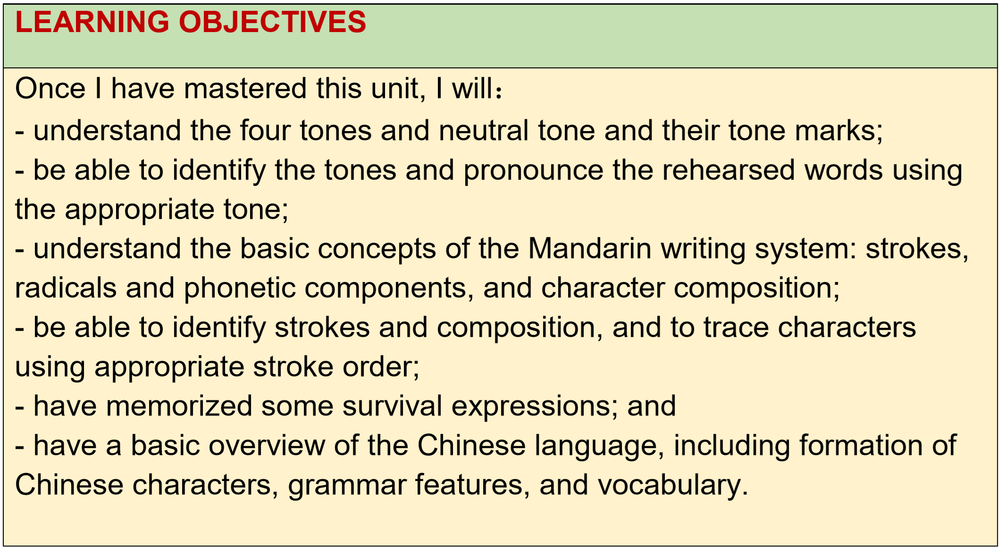 LEARNING OBJECTIVES
Once I have mastered this unit, I will：
- understand the four tones and neutral tone and their tone marks;
- be able to identify the tones and pronounce the rehearsed words using
the appropriate tone;
- understand the basic concepts of the Mandarin writing system: strokes,
radicals and phonetic components, and character composition;
- be able to identify strokes and composition, and to trace characters
using appropriate stroke order;
- have memorized some survival expressions; and
- have a basic overview of the Chinese language, including formation of
Chinese characters, grammar features, and vocabulary.